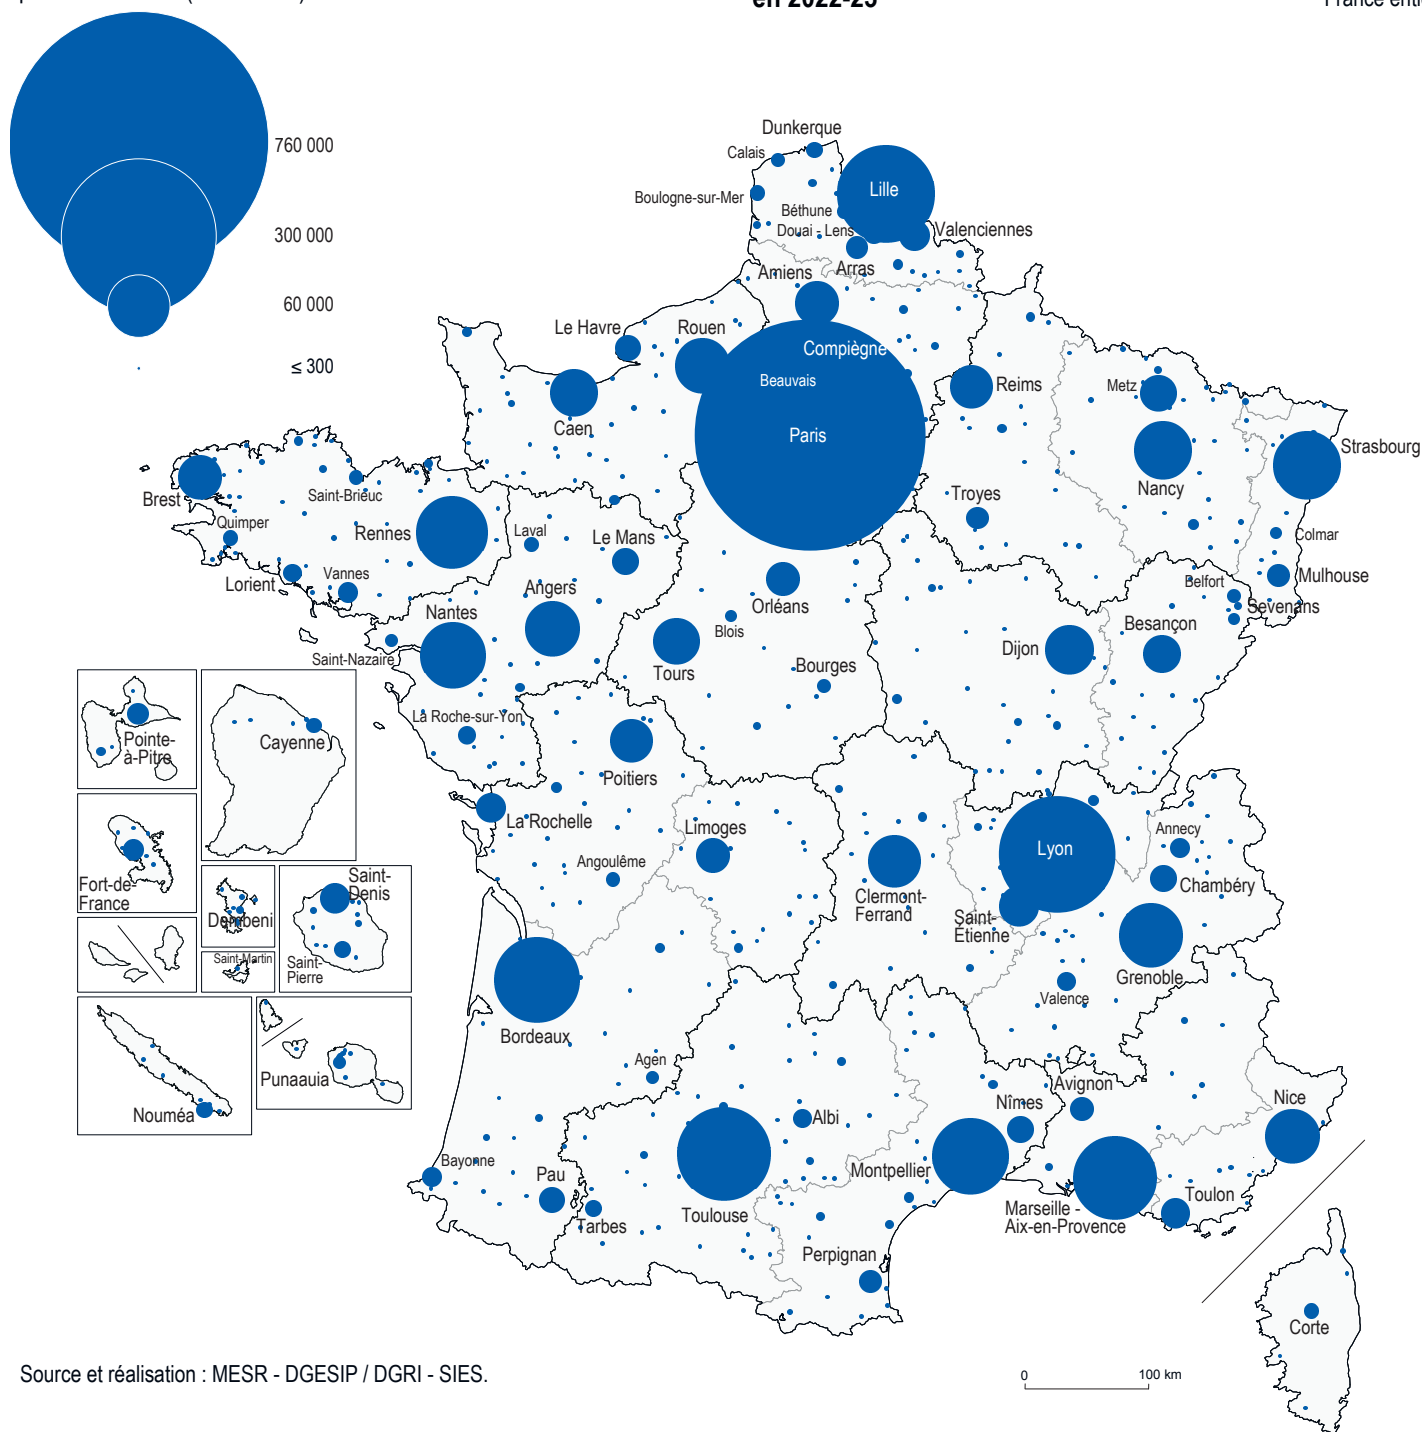 en 2022-23
760 000
300 000
60 000
≤ 300
Dunkerque
Calais
Boulogne-sur-Mer
Lille
Béthune
Douai - Lens
Valenciennes
Arras
Amiens
Le Havre
Rouen
Compiègne
Beauvais
Paris
Reims
Metz
Strasbourg
Nancy
Caen
Brest
Saint-Brieuc
Quimper
Rennes
Laval
Le Mans
Troyes
Colmar
Mulhouse
Lorient
Vannes
Angers
Nantes
Orléans
Blois
Belfort
Sevenans
Besançon
Dijon
Saint-Nazaire
Tours
Bourges
La Roche-sur-Yon
Poitiers
La Rochelle
Limoges
Angoulême
Lyon
Annecy
Chambéry
Clermont-
Ferrand
Saint-
Étienne
Grenoble
Valence
Bordeaux
Agen
Albi
Avignon
Nîmes
Nice
Bayonne
Pau
Tarbes
Toulouse
Montpellier
Marseille -
Aix-en-Provence
Toulon
Perpignan
Corte
Pointe-
à-Pitre
Cayenne
Fort-de-
France
Dembeni
Saint-
Denis
Saint-
Pierre
Saint-Martin
Nouméa
Punaauia
Source et réalisation : MESR - DGESIP / DGRI - SIES.
0
100 km